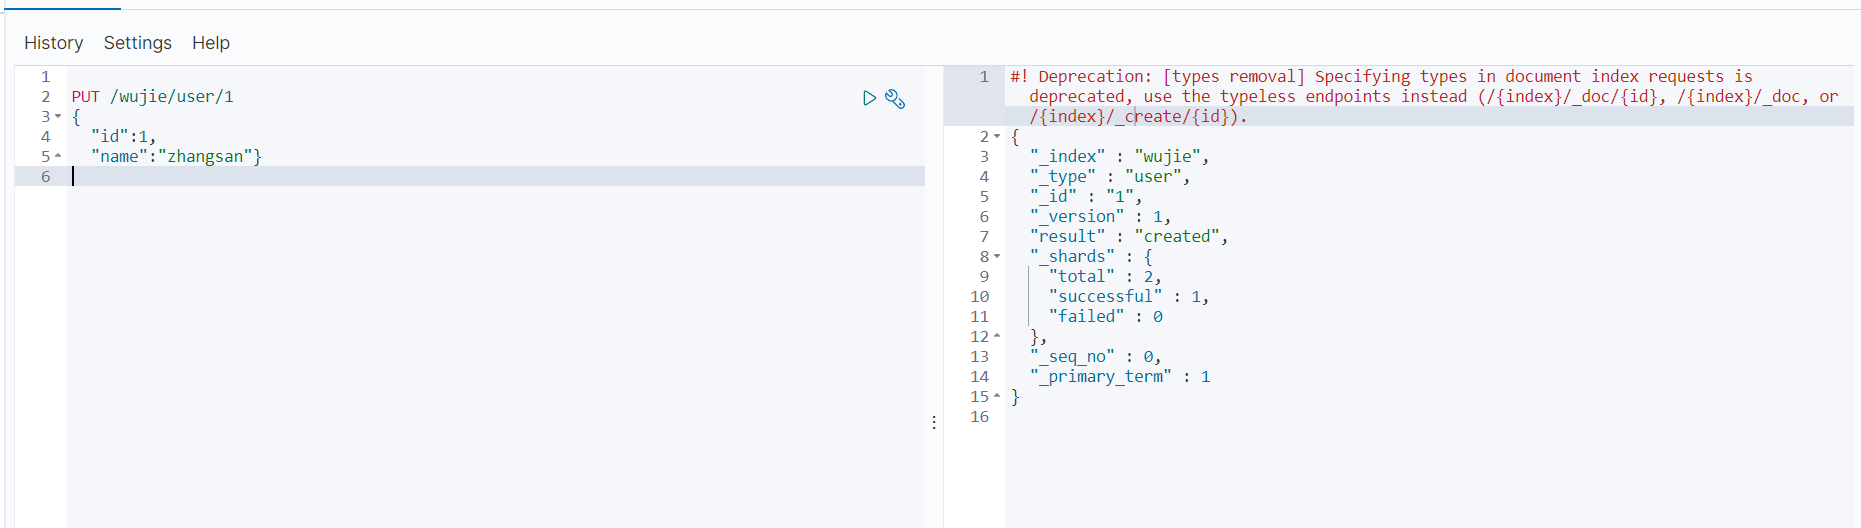 History Settings Help
1
2 PUT /wujie/user/1
3 {
4 "id":1,
5 "name":"zhangsan"}
6
1 #! Deprecation: [types removal] Specifying types in document index requests is
deprecated, use the typeless endpoints instead (/{index}/_doc/{id}, /{index}/_doc, or
/{index}/_create/{id}).
2 {
3 "_index" : "wujie",
4 "_type" : "user",
5 "_id" : "1",
6 "_version" : 1,
7 "result" : "created",
8 "_shards" : {
9 "total" : 2,
10 "successful" : 1,
11 "failed" : 0
12 },
13 "_seq_no" : 0,
14 "_primary_term" : 1
15 }
16